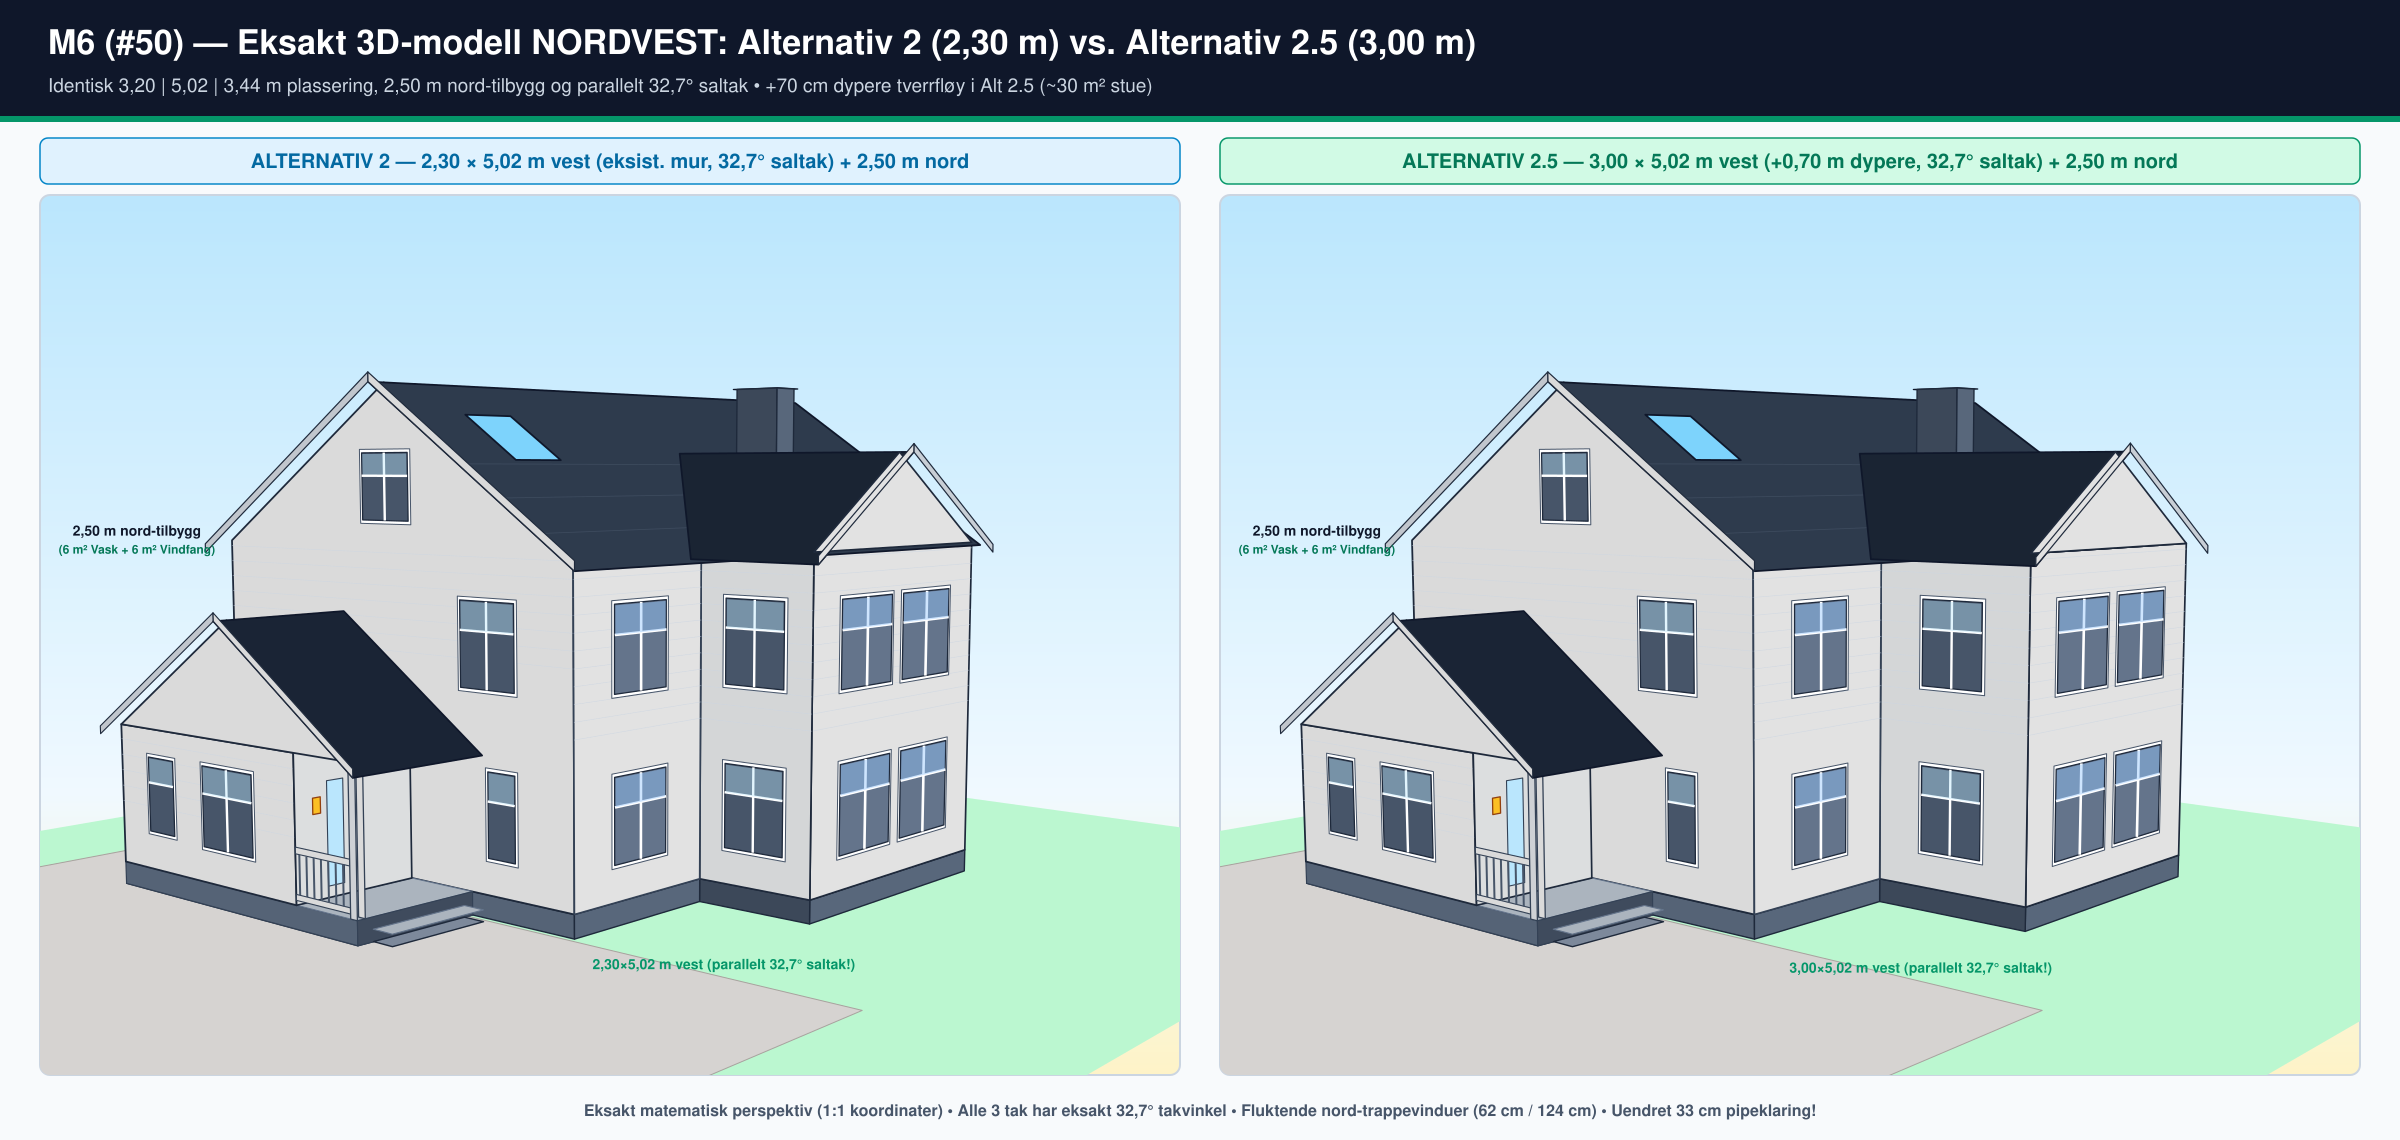 M6 (#50) — Eksakt 3D-modell NORDVEST: Alternativ 2 (2,30 m) vs. Alternativ 2.5 (3,00 m)
Identisk 3,20 | 5,02 | 3,44 m plassering, 2,50 m nord-tilbygg og parallelt 32,7° saltak • +70 cm dypere tverrfløy i Alt 2.5 (~30 m² stue)
ALTERNATIV 2 — 2,30 × 5,02 m vest (eksist. mur, 32,7° saltak) + 2,50 m nord
2,50 m nord-tilbygg
(6 m² Vask + 6 m² Vindfang)
2,30×5,02 m vest (parallelt 32,7° saltak!)
ALTERNATIV 2.5 — 3,00 × 5,02 m vest (+0,70 m dypere, 32,7° saltak) + 2,50 m nord
2,50 m nord-tilbygg
(6 m² Vask + 6 m² Vindfang)
3,00×5,02 m vest (parallelt 32,7° saltak!)
Eksakt matematisk perspektiv (1:1 koordinater) • Alle 3 tak har eksakt 32,7° takvinkel • Fluktende nord-trappevinduer (62 cm / 124 cm) • Uendret 33 cm pipeklaring!